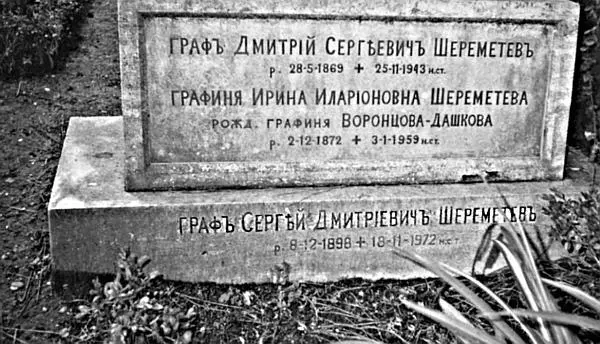 ГРАФЪ ДМИТРІЙ СЕРГѢЕВИЧЪ ШЕРЕМЕТЕВЪ
Р. 28-5-1869 + 25-11-1943 Н.СТ.
ГРАФИНЯ ИРИНА ИЛАРІОНОВНА ШЕРЕМЕТЕВА
РОЖД. ГРАФИНЯ ВОРОНЦОВА-ДАШКОВА
Р. 2-12-1872 + 3-1-1959 Н.СТ.
ГРАФЪ СЕРГѢЙ ДМИТРІЕВИЧЪ ШЕРЕМЕТЕВЪ
Р. 8-12-1898 + 18-11-1972 Н.СТ.